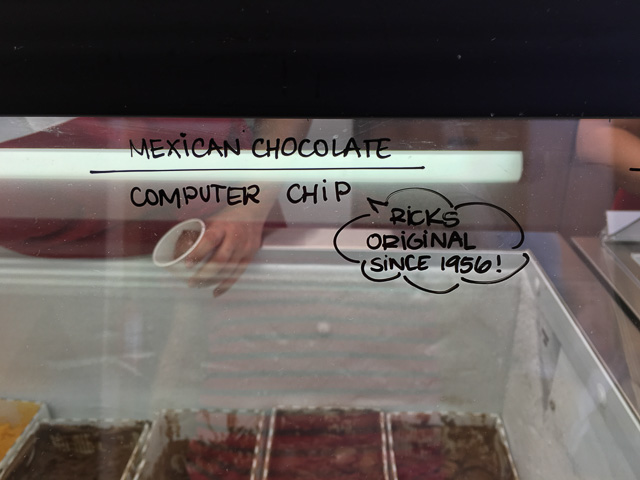 MEXICAN CHOCOLATE
COMPUTER CHIP
RICKS
ORIGINAL
SINCE 1956!